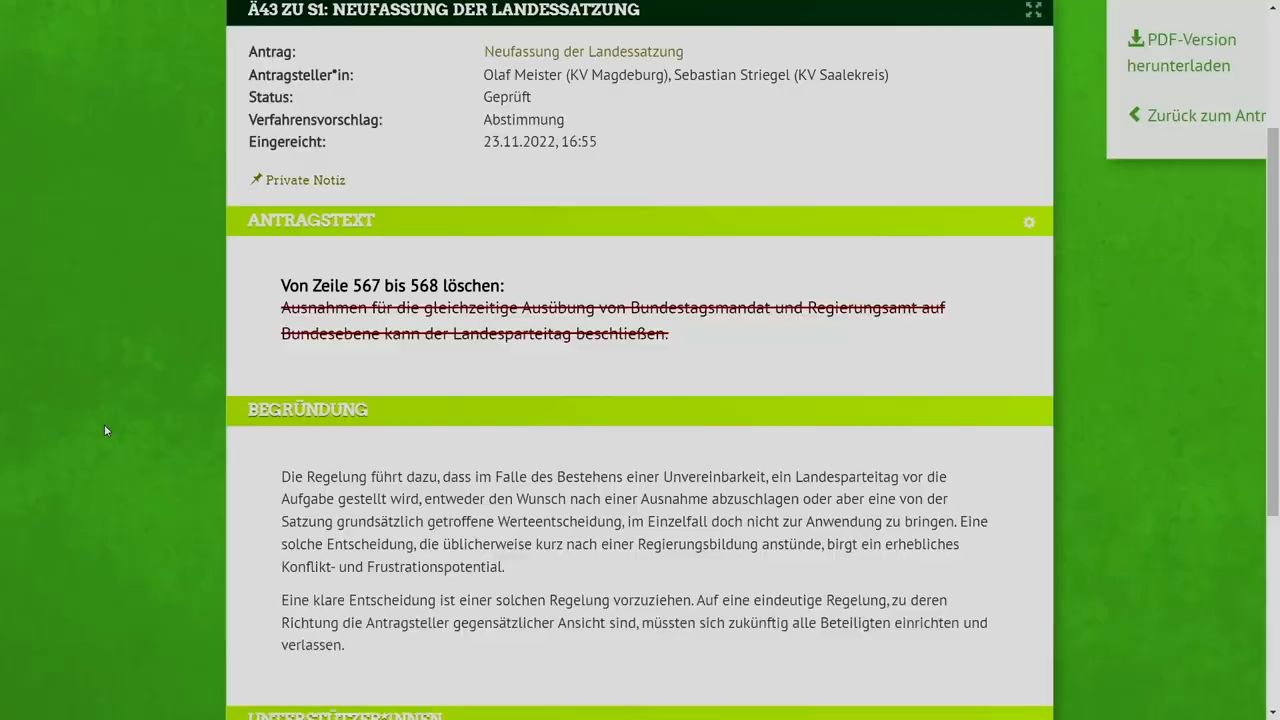 Ä43 ZU S1: NEUFASSUNG DER LANDESSATZUNG
Antrag: Neufassung der Landessatzung
Antragsteller*in: Olaf Meister (KV Magdeburg), Sebastian Striegel (KV Saalekreis)
Status: Geprüft
Verfahrensvorschlag: Abstimmung
Eingereicht: 23.11.2022, 16:55
Private Notiz
ANTRAGSTEXT
Von Zeile 567 bis 568 löschen:
Ausnahmen für die gleichzeitige Ausübung von Bundestagsmandat und Regierungsamt auf
Bundesebene kann der Landesparteitag beschließen.
BEGRÜNDUNG
Die Regelung führt dazu, dass im Falle des Bestehens einer Unvereinbarkeit, ein Landesparteitag vor die
Aufgabe gestellt wird, entweder den Wunsch nach einer Ausnahme abzuschlagen oder aber eine von der
Satzung grundsätzlich getroffene Werteentscheidung, im Einzelfall doch nicht zur Anwendung zu bringen. Eine
solche Entscheidung, die üblicherweise kurz nach einer Regierungsbildung anstünde, birgt ein erhebliches
Konflikt- und Frustrationspotential.
Eine klare Entscheidung ist einer solchen Regelung vorzuziehen. Auf eine eindeutige Regelung, zu deren
Richtung die Antragsteller gegensätzlicher Ansicht sind, müssten sich zukünftig alle Beteiligten einrichten und
verlassen.
UNTERSTÜTZER*INNEN
PDF-Version
herunterladen
Zurück zum Antr